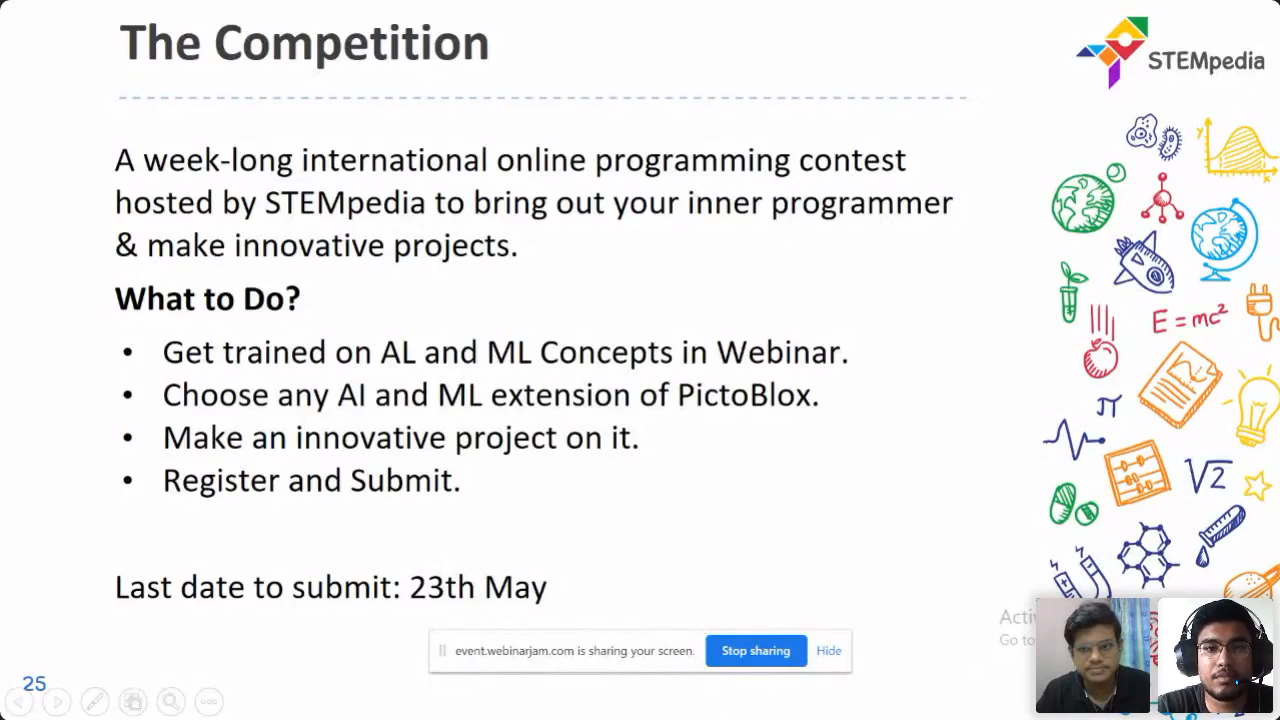 The Competition
STEMpedia
A week-long international online programming contest
hosted by STEMpedia to bring out your inner programmer
& make innovative projects.
What to Do?
• Get trained on AL and ML Concepts in Webinar.
• Choose any AI and ML extension of PictoBlox.
• Make an innovative project on it.
• Register and Submit.
Last date to submit: 23th May
y
x
E = mc²
π
√2
Go to
event.webinarjam.com is sharing your screen.
Stop sharing
Hide
25